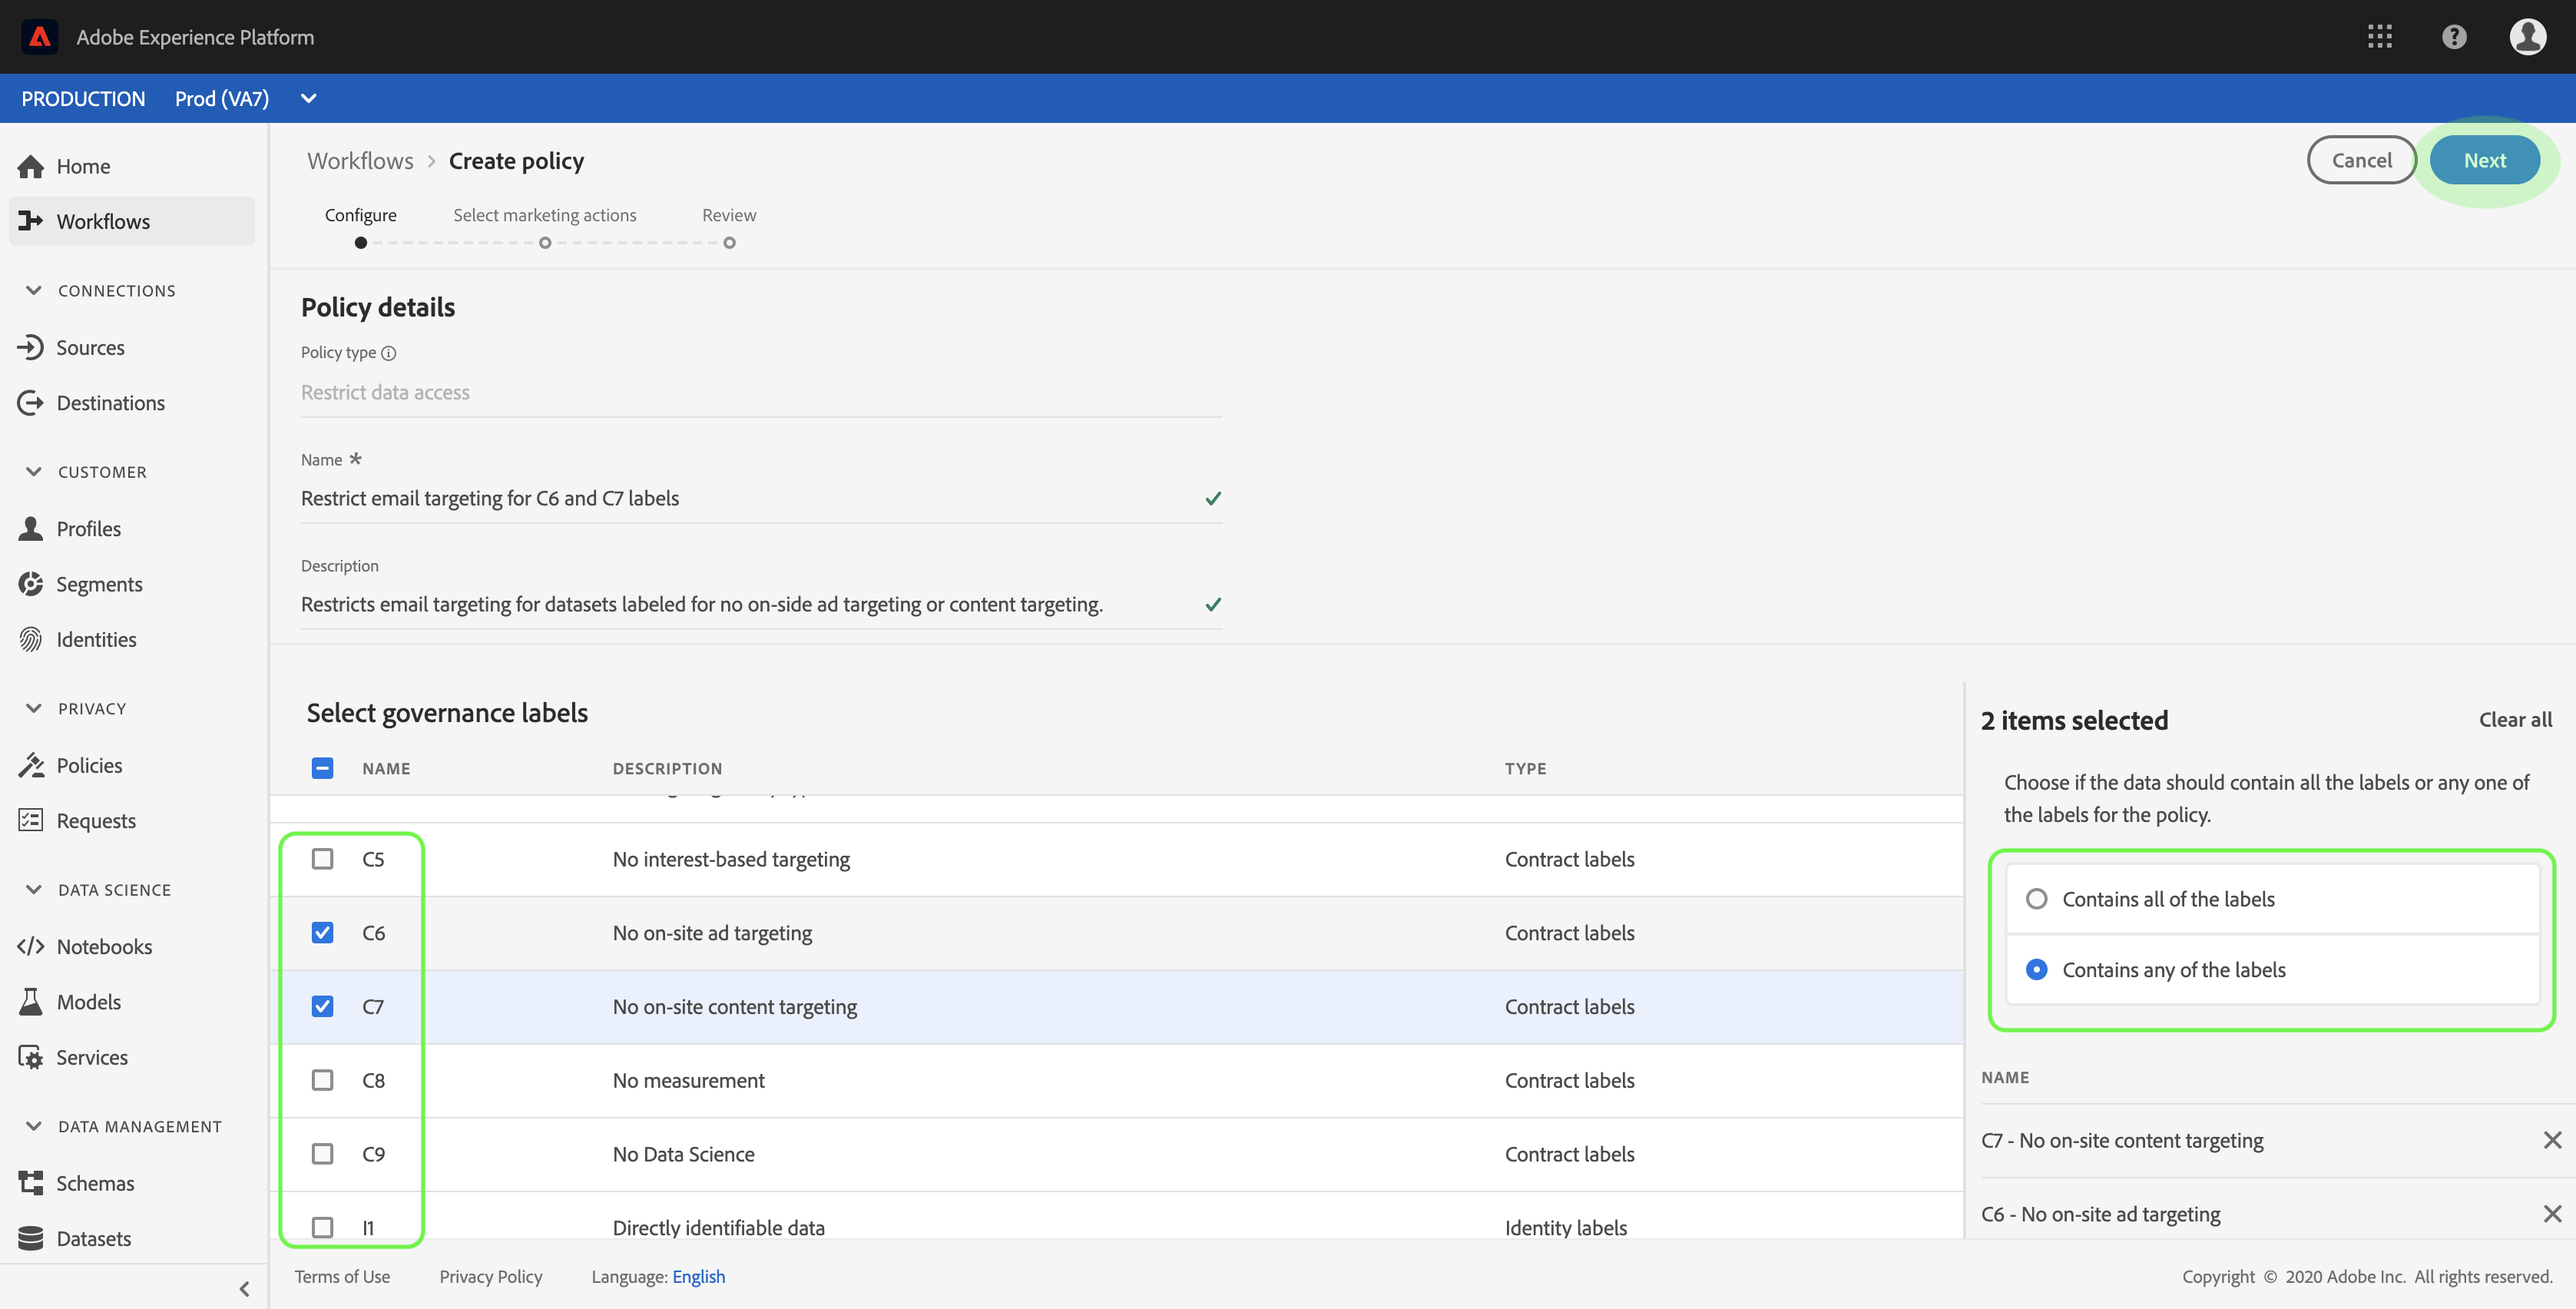 Adobe Experience Platform
PRODUCTION Prod (VA7)
Home
Workflows
CONNECTIONS
Sources
Destinations
CUSTOMER
Profiles
Segments
Identities
PRIVACY
Policies
Requests
DATA SCIENCE
Notebooks
Models
Services
DATA MANAGEMENT
Schemas
Datasets
Workflows > Create policy
Cancel Next
Configure Select marketing actions Review
Policy details
Policy type
Restrict data access
Name *
Restrict email targeting for C6 and C7 labels
Description
Restricts email targeting for datasets labeled for no on-side ad targeting or content targeting.
Select governance labels
NAME DESCRIPTION TYPE
C5 No interest-based targeting Contract labels
C6 No on-site ad targeting Contract labels
C7 No on-site content targeting Contract labels
C8 No measurement Contract labels
C9 No Data Science Contract labels
I1 Directly identifiable data Identity labels
2 items selected Clear all
Choose if the data should contain all the labels or any one of
the labels for the policy.
Contains all of the labels
Contains any of the labels
NAME
C7 - No on-site content targeting
C6 - No on-site ad targeting
Terms of Use Privacy Policy Language: English
Copyright © 2020 Adobe Inc. All rights reserved.